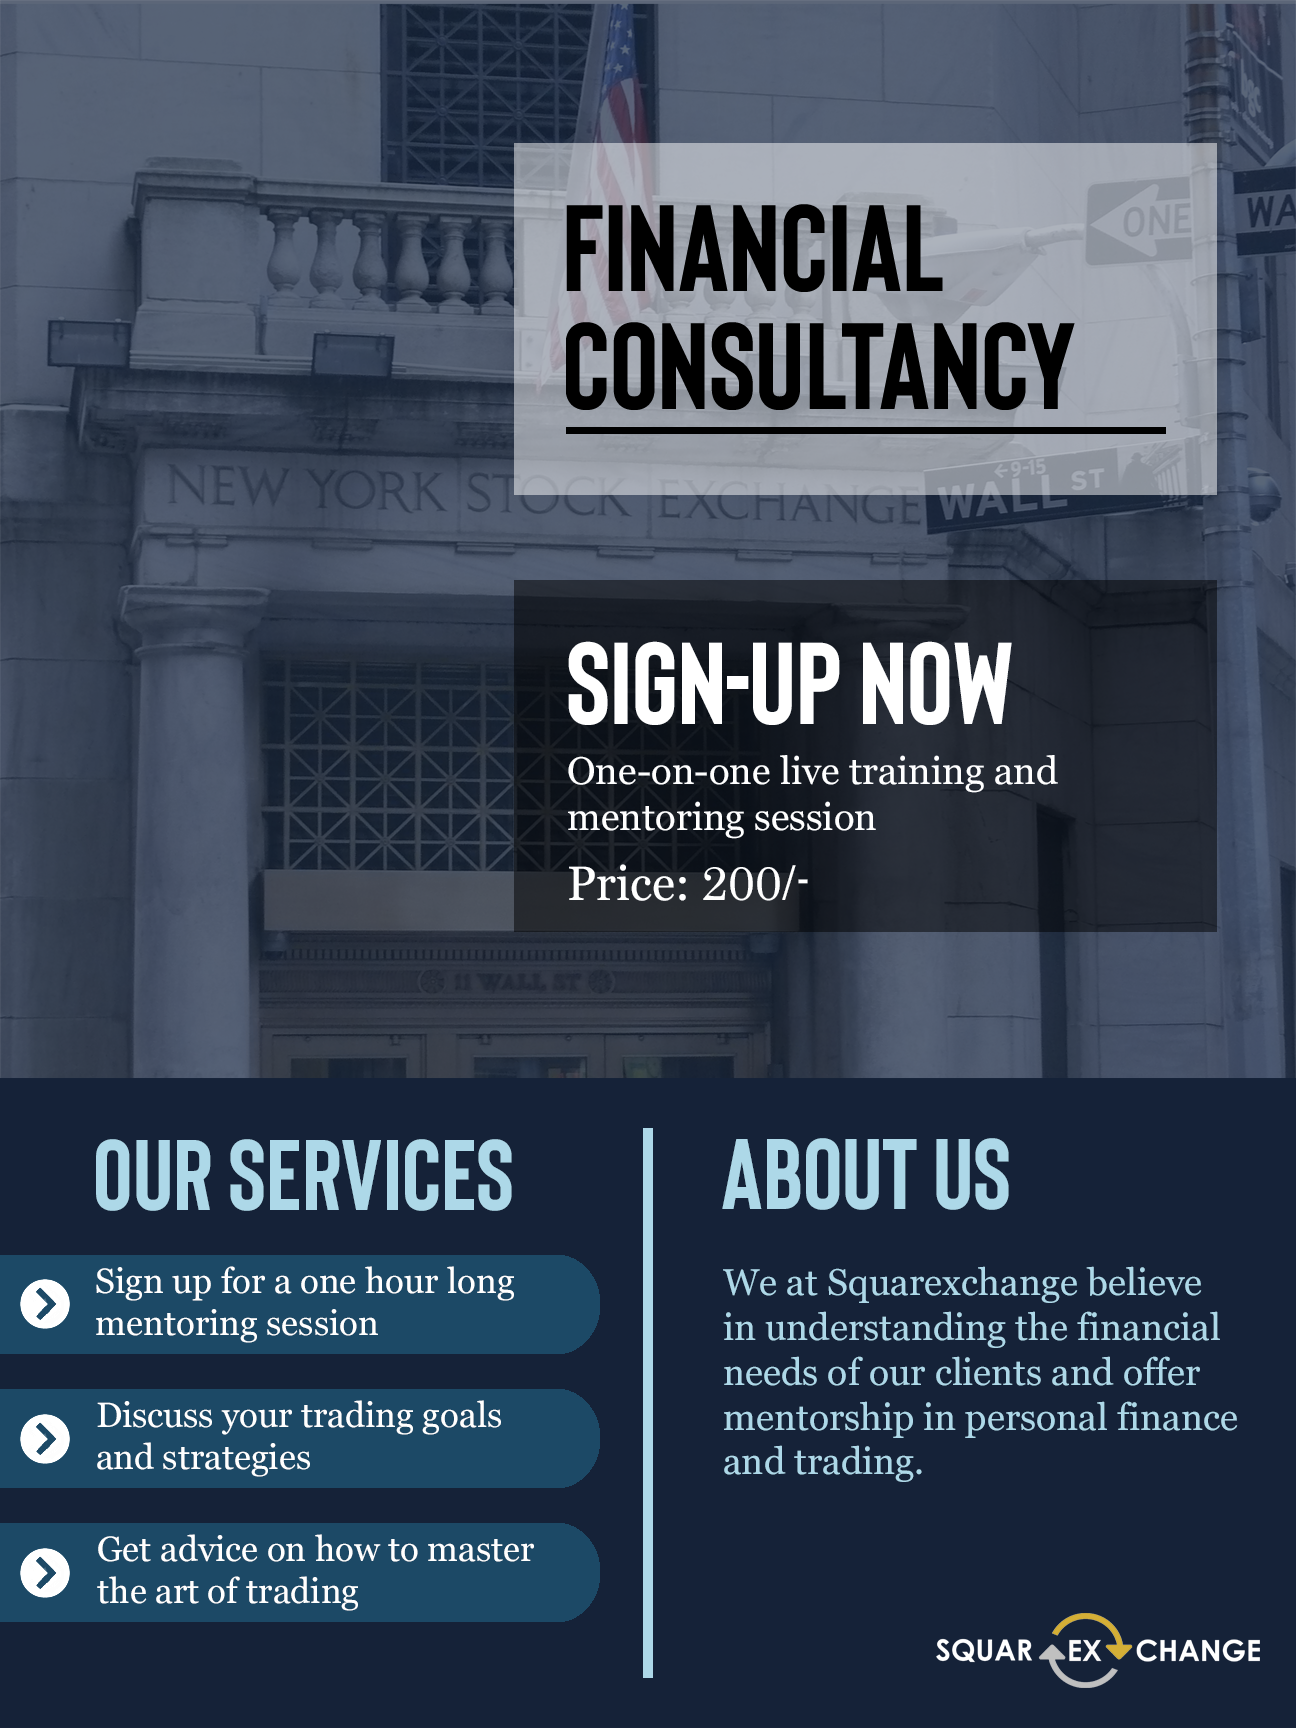 FINANCIAL
CONSULTANCY
ONE
WA
NEW YORK STOCK EXCHANGE
←9-15
WALL ST
SIGN-UP NOW
One-on-one live training and
mentoring session
Price: 200/-
11 WALL ST
OUR SERVICES
Sign up for a one hour long
mentoring session
Discuss your trading goals
and strategies
Get advice on how to master
the art of trading
ABOUT US
We at Squarexchange believe
in understanding the financial
needs of our clients and offer
mentorship in personal finance
and trading.
SQUAR EX CHANGE